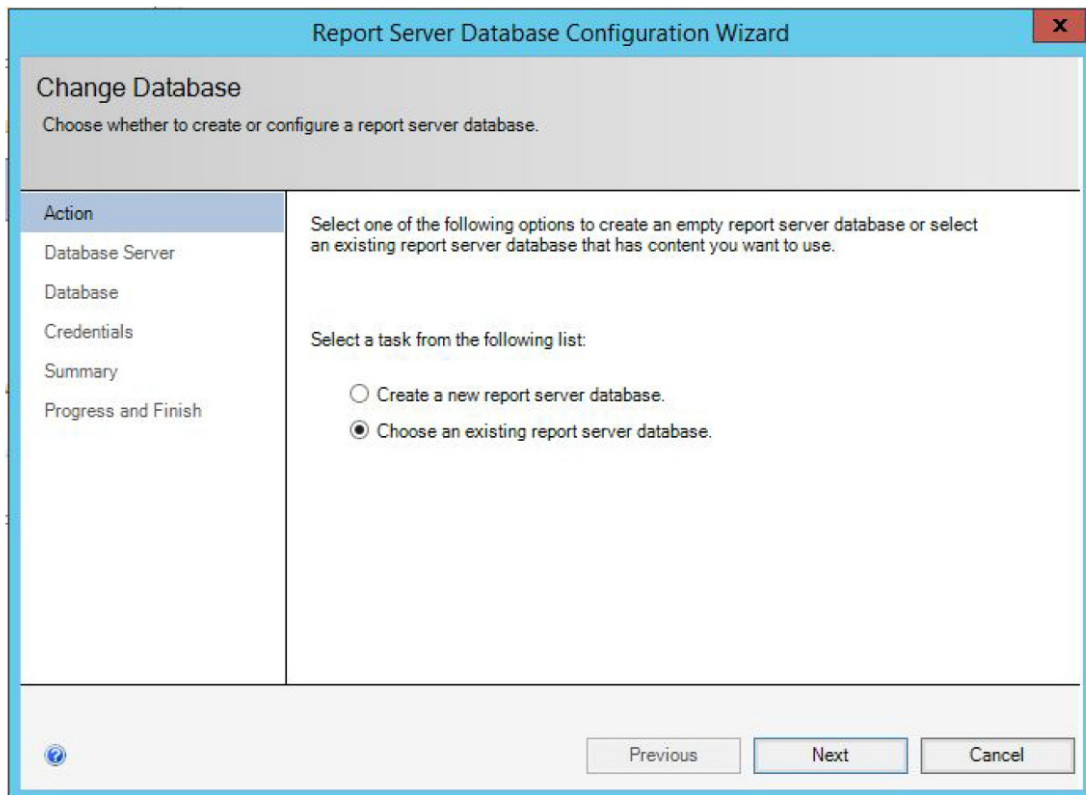 Report Server Database Configuration Wizard
x
Change Database
Choose whether to create or configure a report server database.
Action
Database Server
Database
Credentials
Summary
Progress and Finish
Select one of the following options to create an empty report server database or select
an existing report server database that has content you want to use.
Select a task from the following list:
Create a new report server database.
Choose an existing report server database.
?
Previous
Next
Cancel